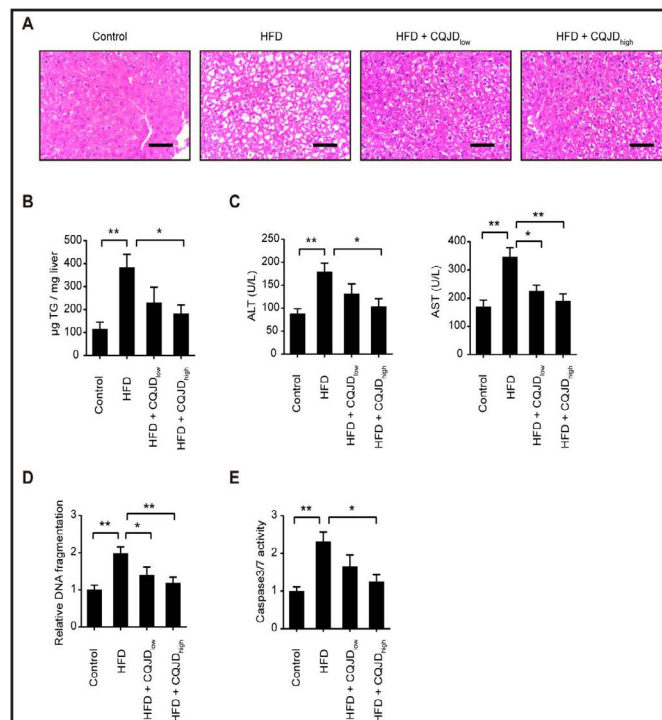 A
Control
HFD
HFD + CQJDlow
HFD + CQJDhigh
B
**
*
500
400
300
200
100
0
µg TG / mg liver
Control
HFD
HFD + CQJDlow
HFD + CQJDhigh
C
**
*
250
200
150
100
50
0
ALT (U/L)
Control
HFD
HFD + CQJDlow
HFD + CQJDhigh
**
**
*
400
300
200
100
0
AST (U/L)
Control
HFD
HFD + CQJDlow
HFD + CQJDhigh
D
**
**
*
3
2
1
0
Relative DNA fragmentation
Control
HFD
HFD + CQJDlow
HFD + CQJDhigh
E
**
*
3
2
1
0
Caspase3/7 activity
Control
HFD
HFD + CQJDlow
HFD + CQJDhigh